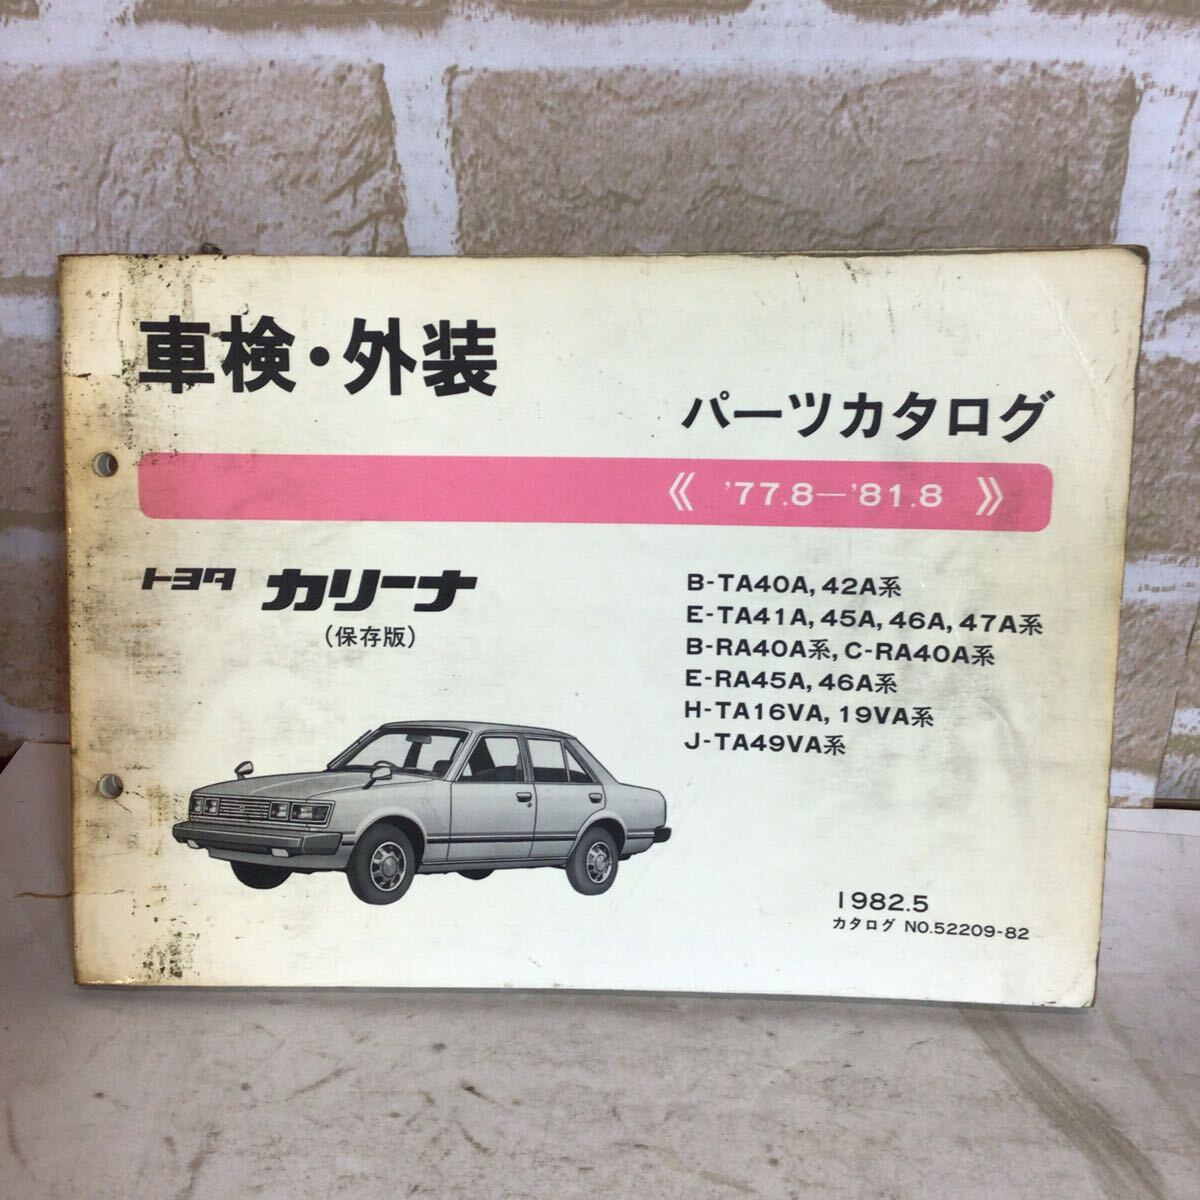 車検・外装
パーツカタログ
《 '77.8—'81.8 》
トヨタ カリーナ
(保存版)
B-TA40A, 42A系
E-TA41A, 45A, 46A, 47A系
B-RA40A系, C-RA40A系
E-RA45A, 46A系
H-TA16VA, 19VA系
J-TA49VA系
1982.5
カタログ NO.52209-82